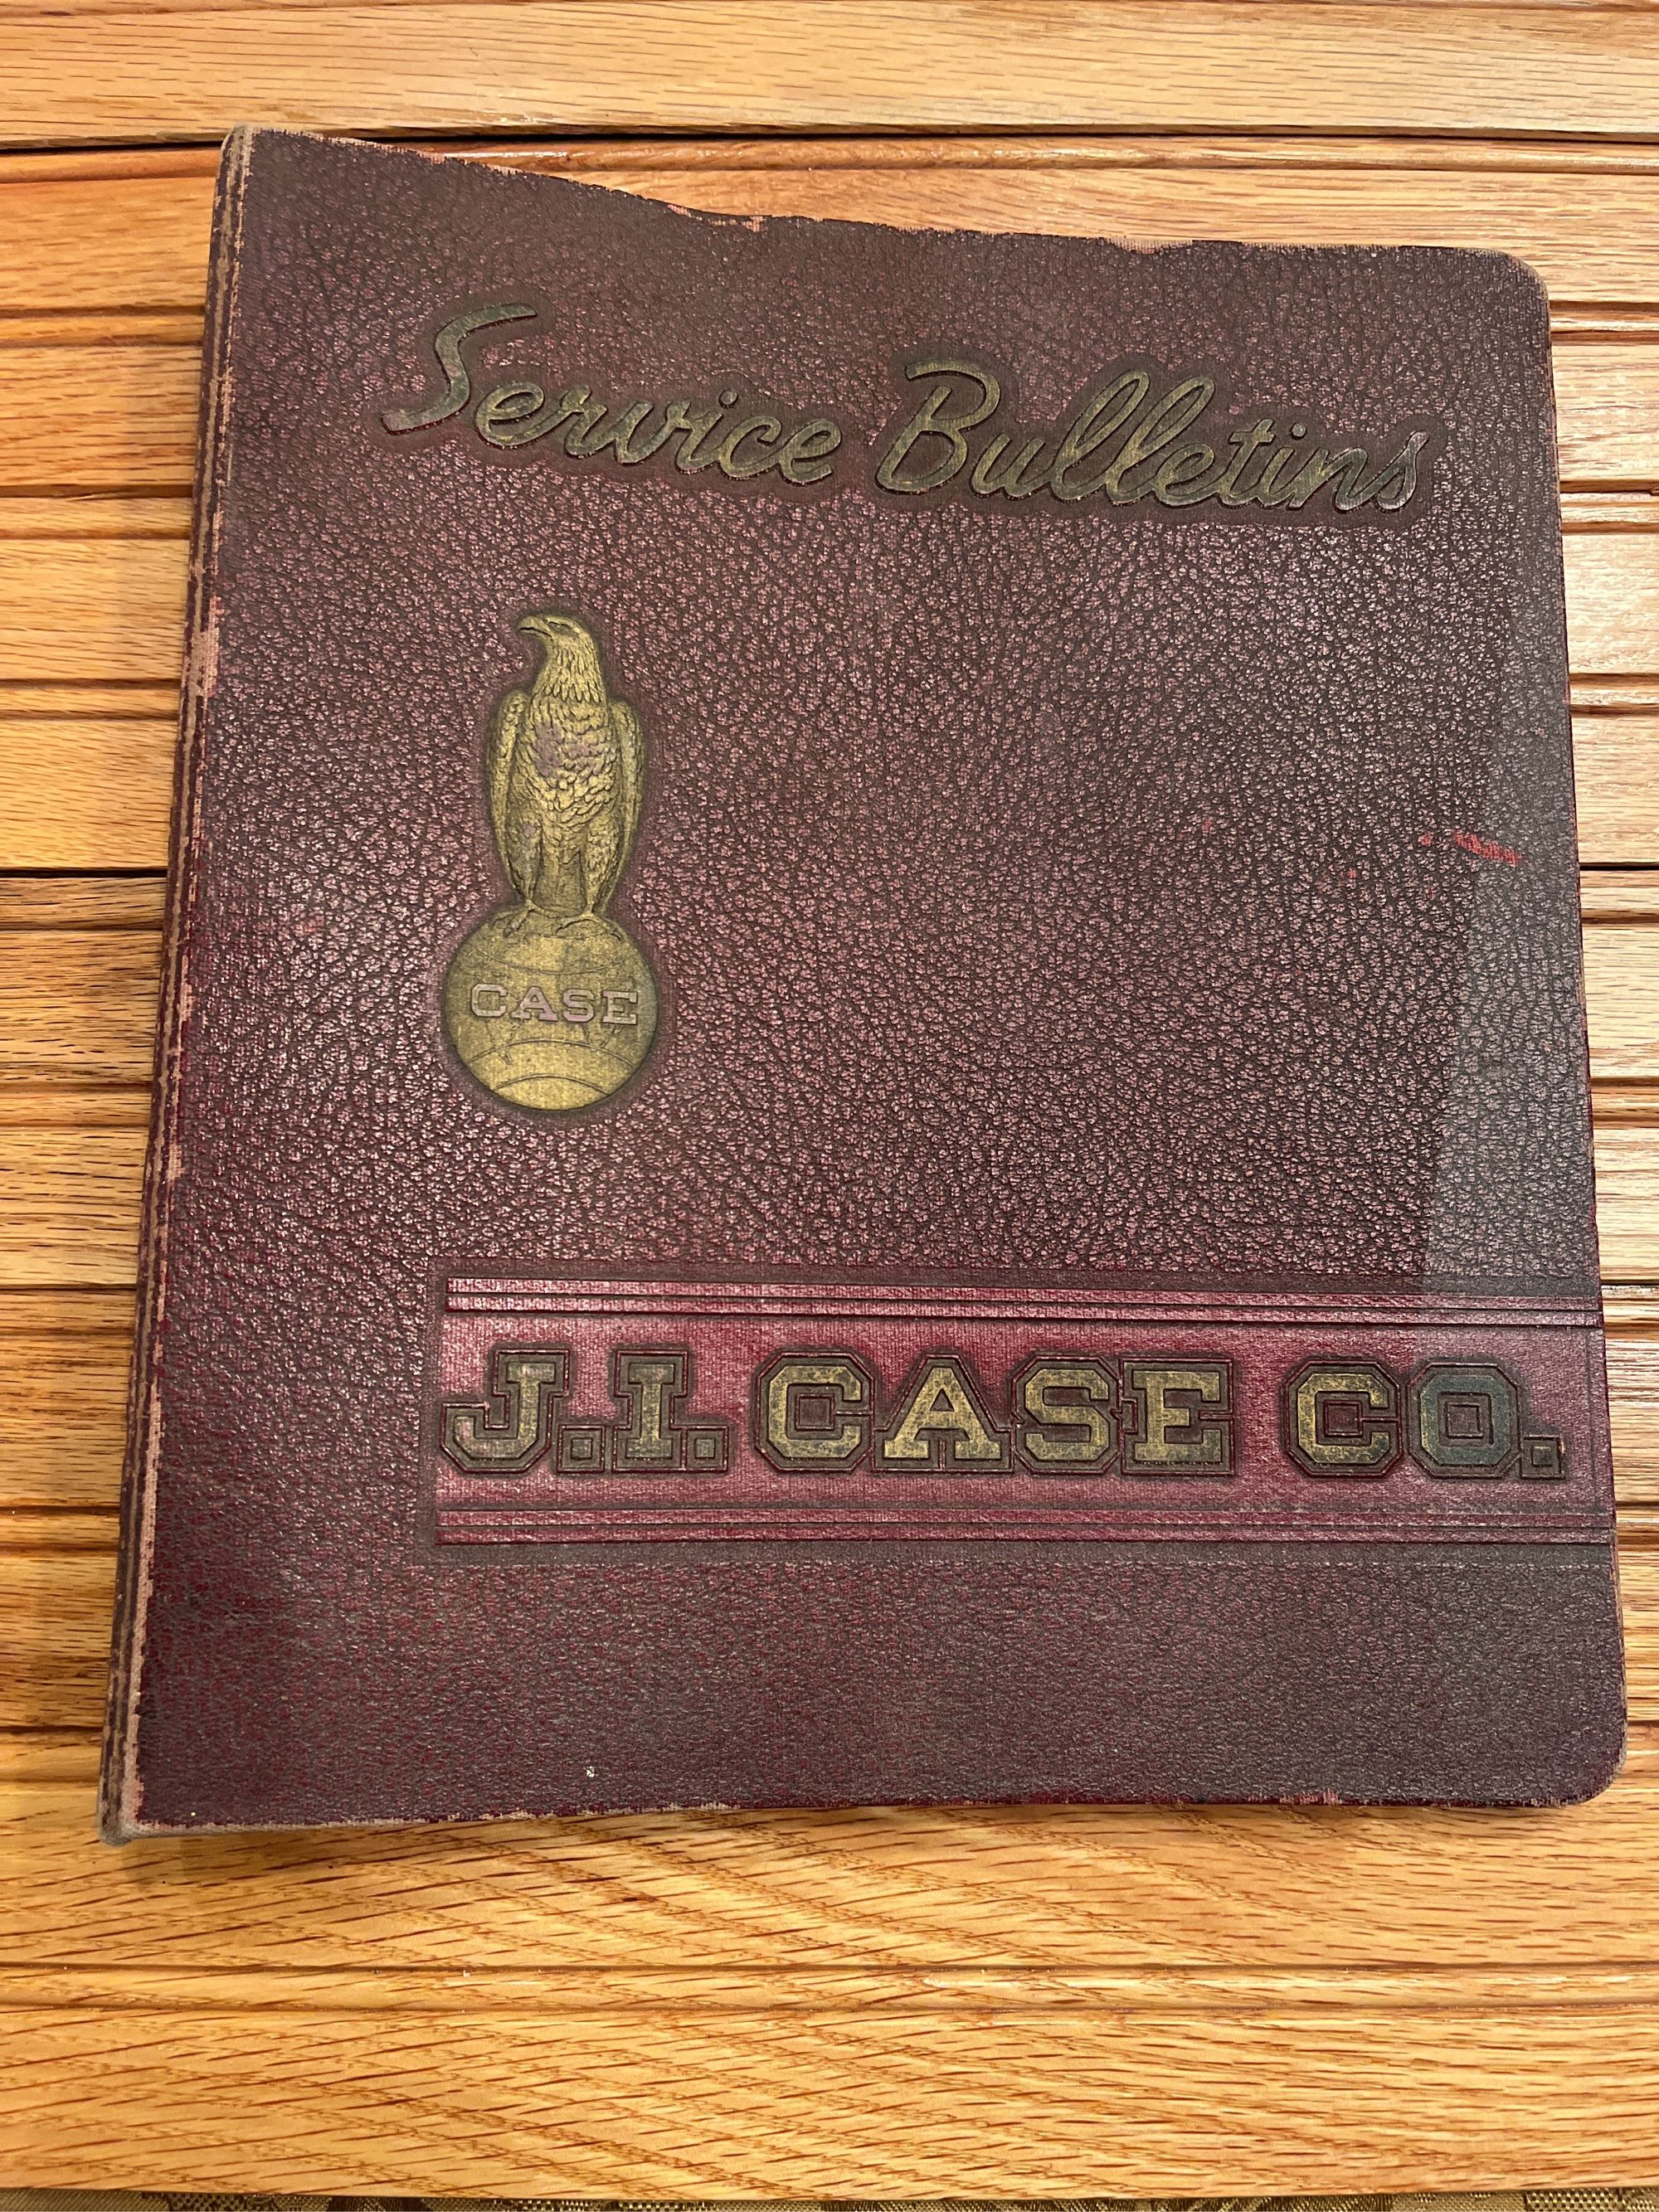 Service Bulletins
CASE
J.I. CASE CO.